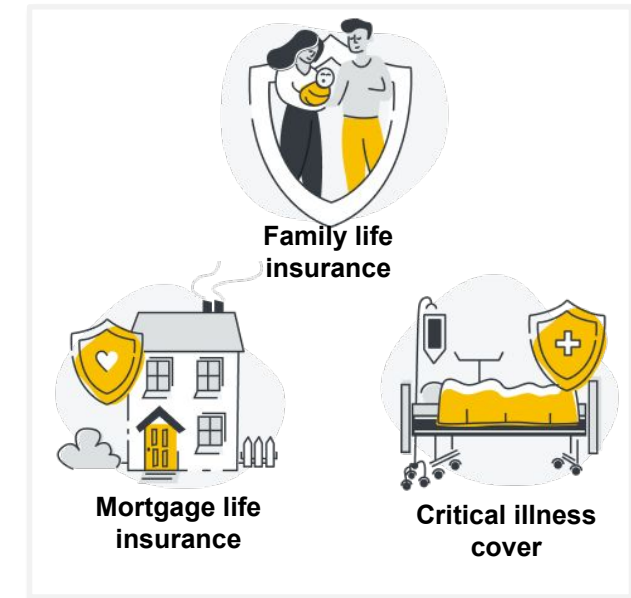 Family life
insurance
Mortgage life
insurance
Critical illness
cover